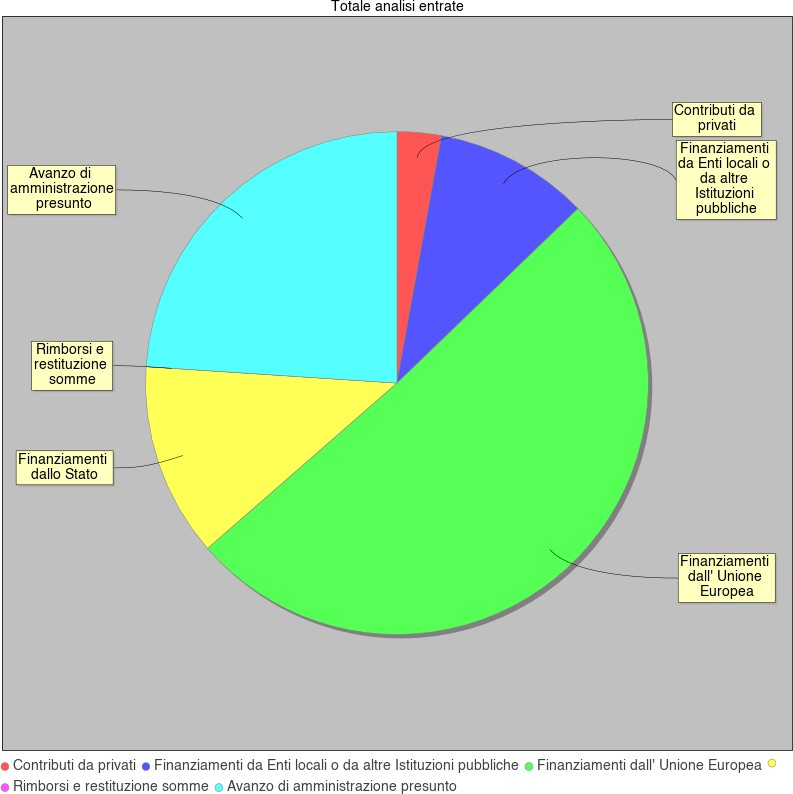 Totale analisi entrate
Contributi da
privati
Finanziamenti
da Enti locali o
da altre
Istituzioni
pubbliche
Avanzo di
amministrazione
presunto
Rimborsi e
restituzione
somme
Finanziamenti
dallo Stato
Finanziamenti
dall' Unione
Europea
Contributi da privati Finanziamenti da Enti locali o da altre Istituzioni pubbliche Finanziamenti dall' Unione Europea
Rimborsi e restituzione somme Avanzo di amministrazione presunto